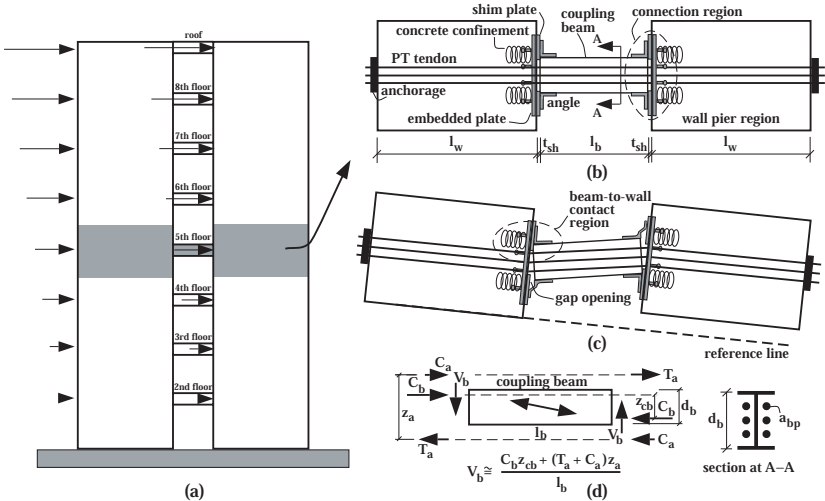 roof
8th floor
7th floor
6th floor
5th floor
4th floor
3rd floor
2nd floor
(a)
shim plate
coupling
beam
connection region
concrete confinement
A
PT tendon
anchorage
angle
A
embedded plate
wall pier region
l_w t_sh l_b t_sh l_w
(b)
beam-to-wall
contact
region
gap opening
(c)
reference line
C_a
V_b
coupling beam
T_a
C_b
z_a
z_cb
C_b
d_b
l_b
V_b
T_a
C_a
V_b ≅ C_b z_cb + (T_a + C_a) z_a
l_b
(d)
d_b
a_bp
section at A–A